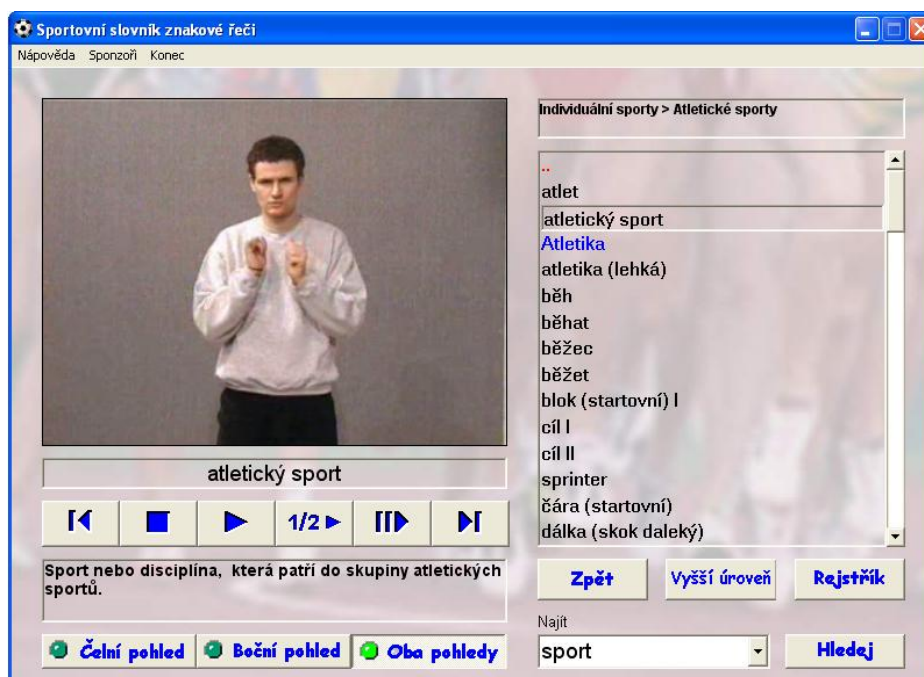 Sportovní slovník znakové řeči
Nápověda Sponzoři Konec
Individuální sporty > Atletické sporty
..
atlet
atletický sport
Atletika
atletika (lehká)
běh
běhat
běžec
běžet
blok (startovní) I
cíl I
cíl II
sprinter
čára (startovní)
dálka (skok daleký)
atletický sport
1/2
Sport nebo disciplína, která patří do skupiny atletických
sportů.
Zpět Vyšší úroveň Rejstřík
Najít
Čelní pohled Boční pohled Oba pohledy
sport Hledej